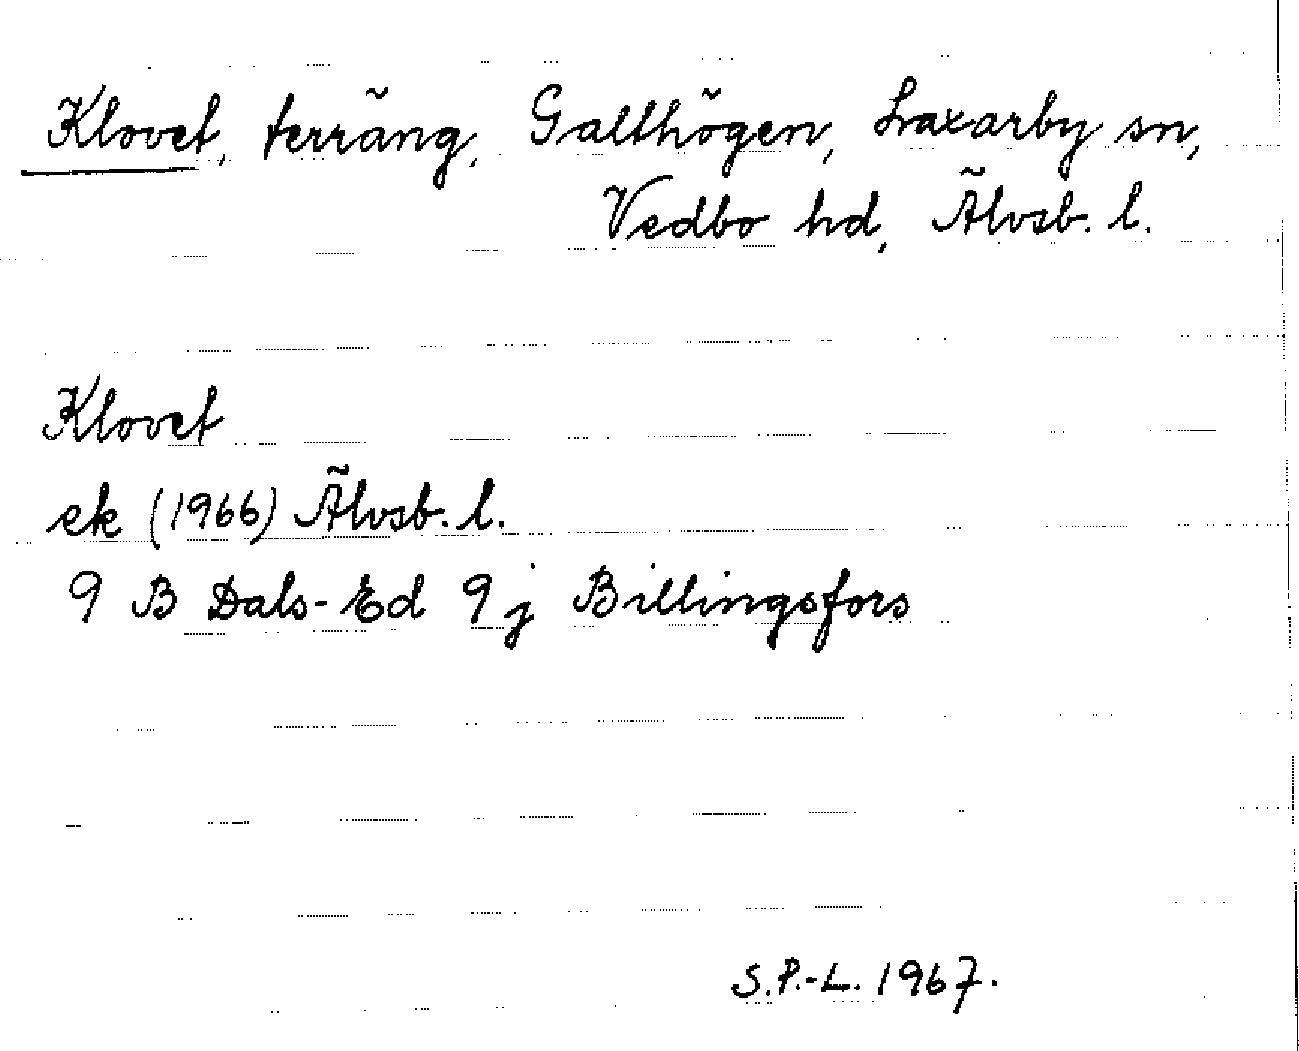 Klovet, terräng, Galthögen, Laxarby sn,
Vedbo hd, Älvsb. l.
Klovet
ek (1966) Älvsb. l.
9 B Dals-Ed 9 j Billingsfors
S.P.-L. 1967.